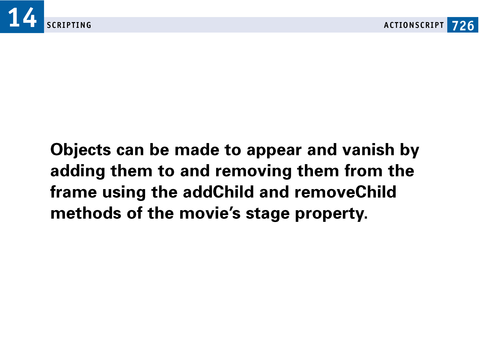 14
SCRIPTING
ACTIONSCRIPT 726
Objects can be made to appear and vanish by
adding them to and removing them from the
frame using the addChild and removeChild
methods of the movie’s stage property.